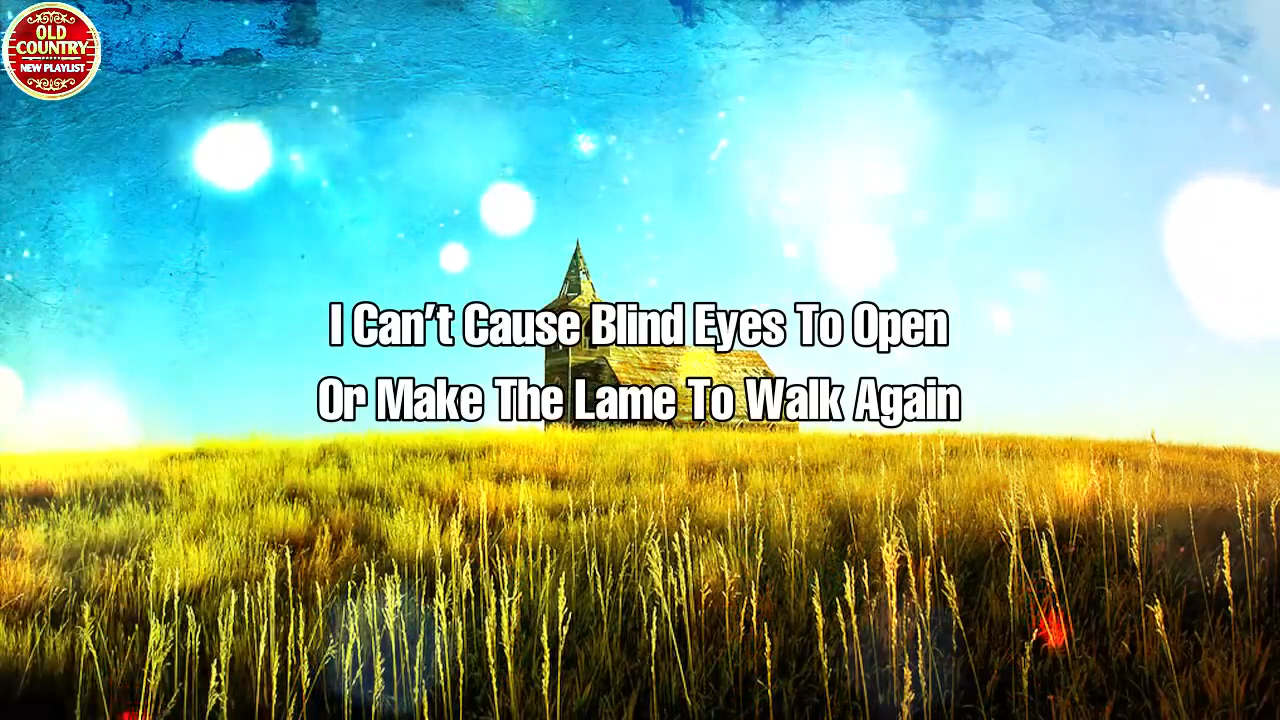 OLD
COUNTRY
NEW PLAYLIST
I Can't Cause Blind Eyes To Open
Or Make The Lame To Walk Again